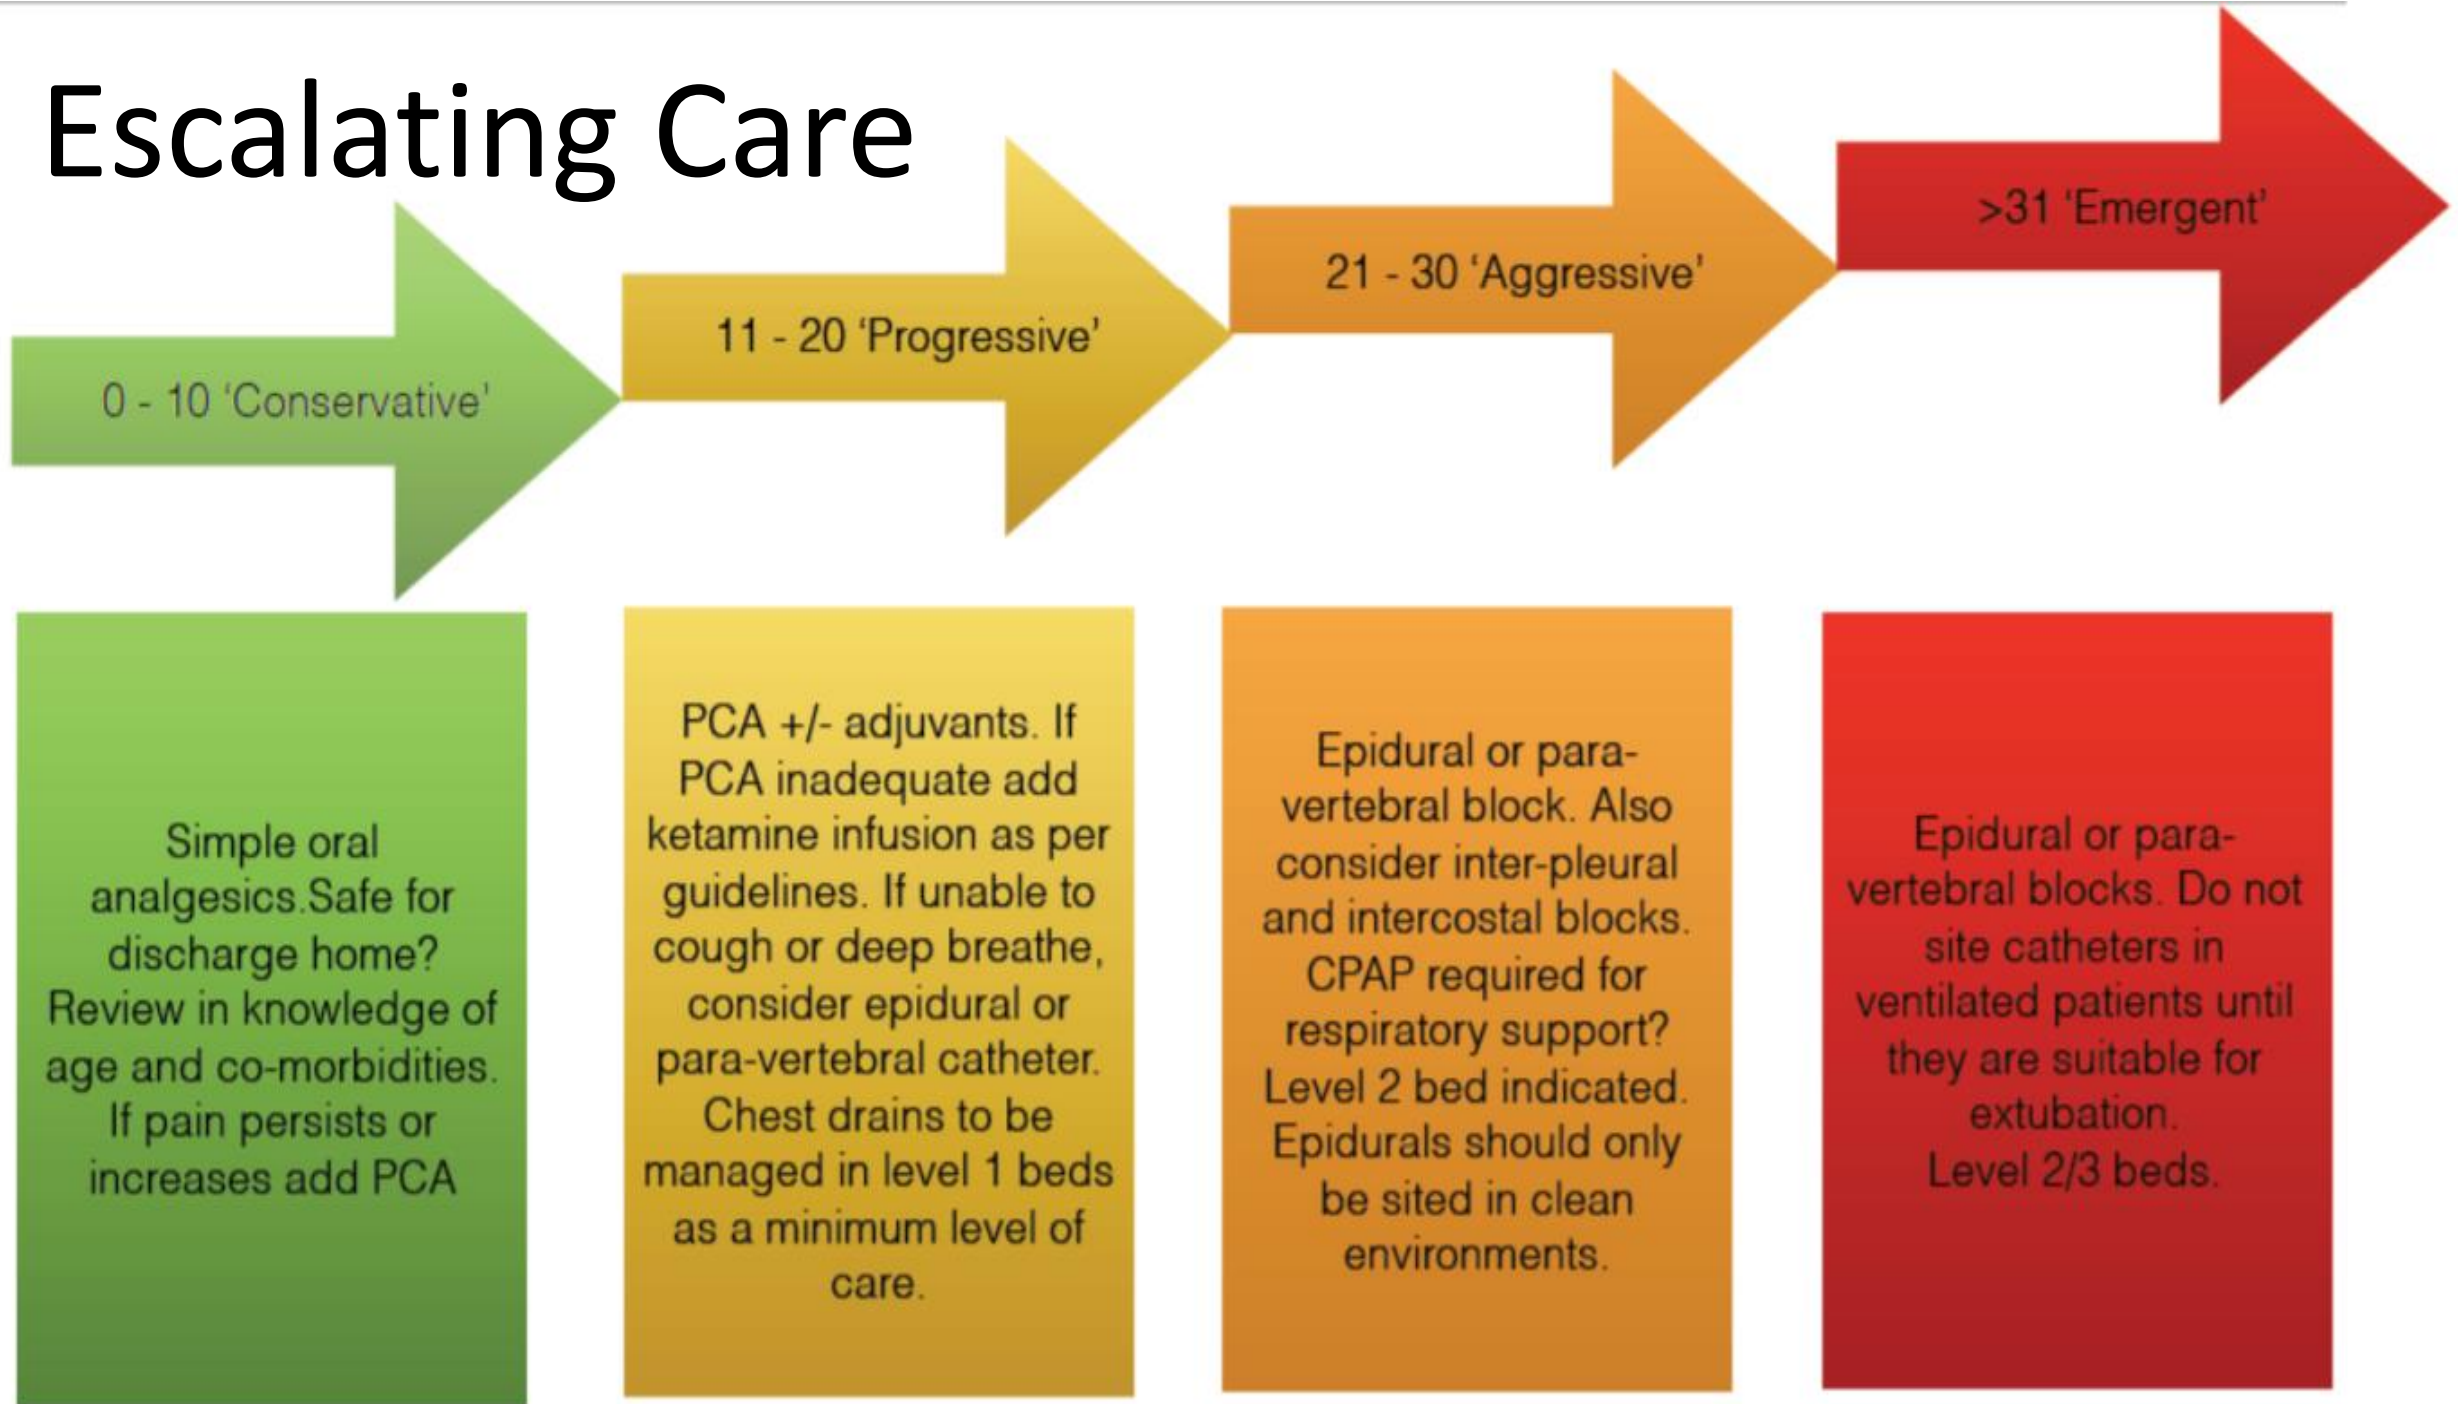 Escalating Care
0 - 10 ‘Conservative’
11 - 20 ‘Progressive’
21 - 30 ‘Aggressive’
>31 ‘Emergent’
Simple oral
analgesics.Safe for
discharge home?
Review in knowledge of
age and co-morbidities.
If pain persists or
increases add PCA
PCA +/- adjuvants. If
PCA inadequate add
ketamine infusion as per
guidelines. If unable to
cough or deep breathe,
consider epidural or
para-vertebral catheter.
Chest drains to be
managed in level 1 beds
as a minimum level of
care.
Epidural or para-
vertebral block. Also
consider inter-pleural
and intercostal blocks.
CPAP required for
respiratory support?
Level 2 bed indicated.
Epidurals should only
be sited in clean
environments.
Epidural or para-
vertebral blocks. Do not
site catheters in
ventilated patients until
they are suitable for
extubation.
Level 2/3 beds.